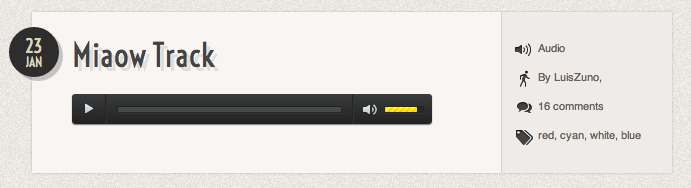 23
JAN
Miaow Track
Audio
By LuisZuno,
16 comments
red, cyan, white, blue